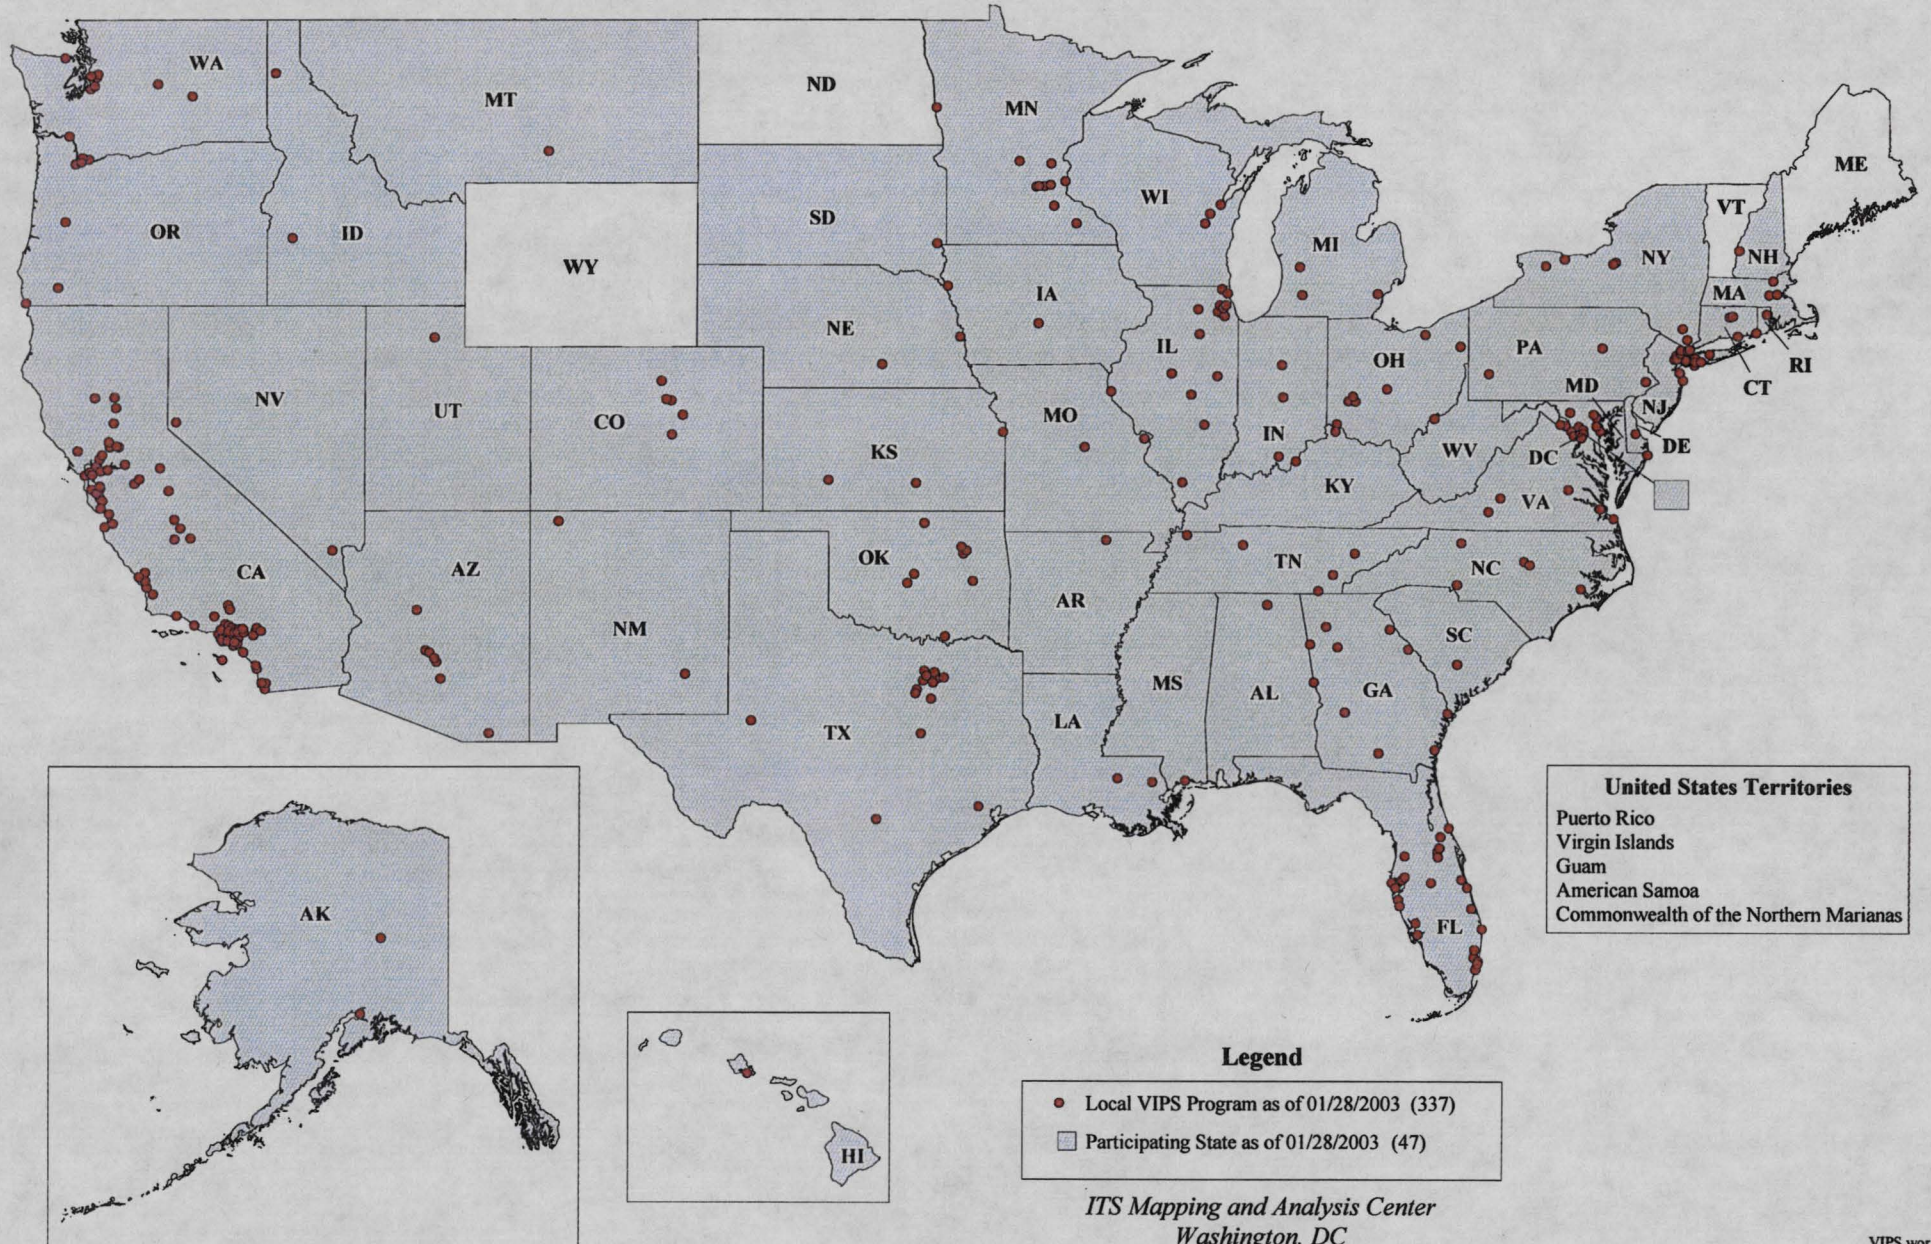 WA
MT
ND
MN
ME
VT
NH
WI
SD
OR
ID
MI
NY
WY
MA
IA
NE
IL
OH
PA
RI
CT
MD
NV
UT
CO
MO
NJ
KS
IN
WV
DC
DE
KY
VA
CA
AZ
OK
TN
NC
AR
NM
SC
MS
AL
GA
TX
LA
AK
FL
HI
United States Territories
Puerto Rico
Virgin Islands
Guam
American Samoa
Commonwealth of the Northern Marianas
Legend
Local VIPS Program as of 01/28/2003 (337)
Participating State as of 01/28/2003 (47)
ITS Mapping and Analysis Center
Washington, DC